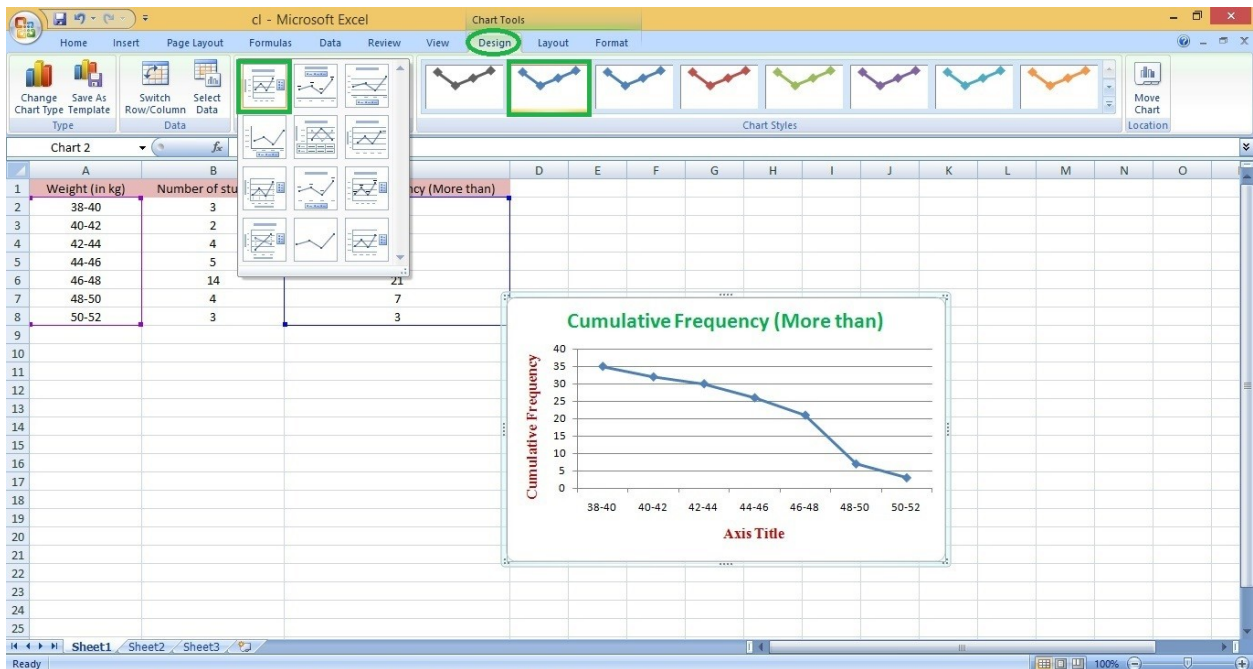 cl - Microsoft Excel
Chart Tools
Home Insert Page Layout Formulas Data Review View Design Layout Format
Change Chart Type
Save As Template
Switch Row/Column
Select Data
Move Chart
Type Data Chart Styles Location
Chart 2 fx
A B D E F G H I J K L M N O
1 Weight (in kg) Number of stu ncy (More than)
2 38-40 3
3 40-42 2
4 42-44 4
5 44-46 5
6 46-48 14 21
7 48-50 4 7
8 50-52 3 3
9
10
11
12
13
14
15
16
17
18
19
20
21
22
23
24
25
Cumulative Frequency (More than)
Cumulative Frequency
40
35
30
25
20
15
10
5
0
38-40 40-42 42-44 44-46 46-48 48-50 50-52
Axis Title
Sheet1 Sheet2 Sheet3
Ready 100%